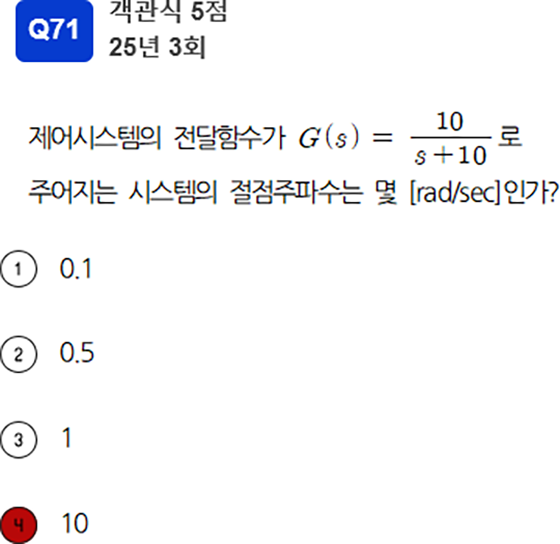 Q71
객관식 5점
25년 3회
제어시스템의 전달함수가 G(s) = 10/(s+10) 로
주어지는 시스템의 절점주파수는 몇 [rad/sec]인가?
① 0.1
② 0.5
③ 1
④ 10